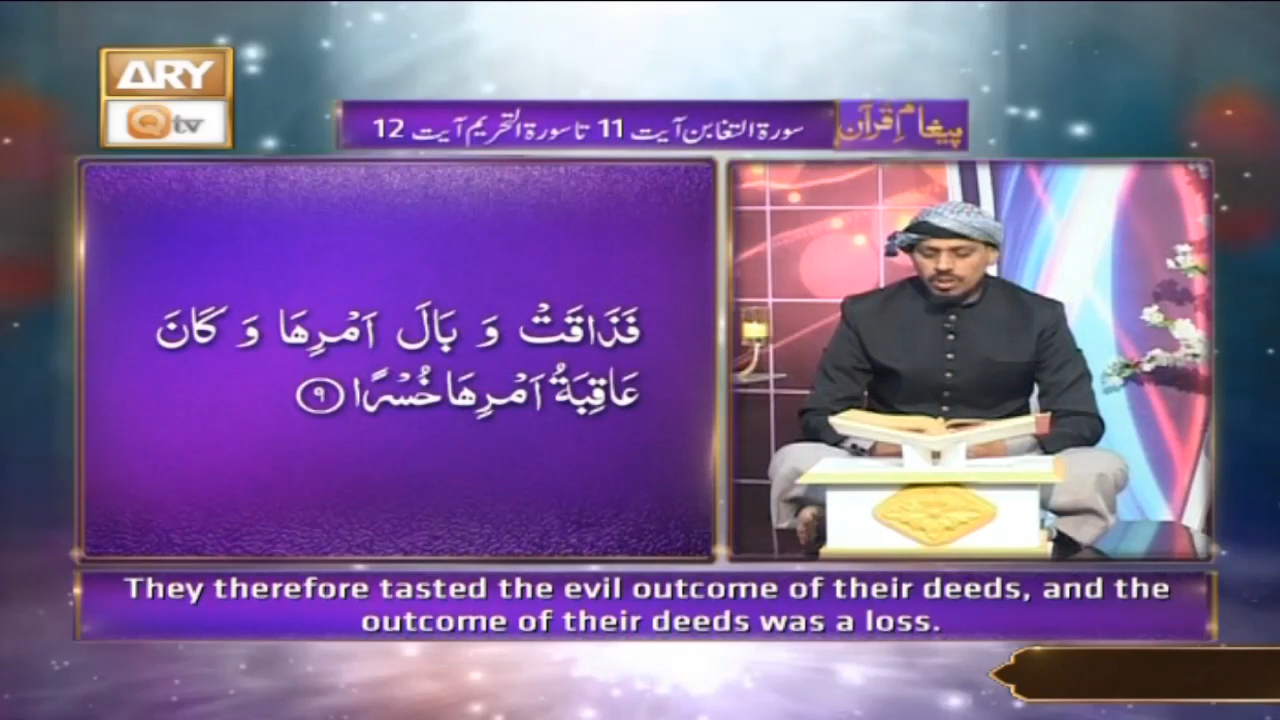 ARY
Qtv
پیغامِ قرآن
سورۃ التغابن آیت 11 تا سورۃ التحریم آیت 12
فَذَاقَتْ وَ بَالَ اَمْرِهَا وَ كَانَ
عَاقِبَةُ اَمْرِهَا خُسْرًا ۹
They therefore tasted the evil outcome of their deeds, and the
outcome of their deeds was a loss.